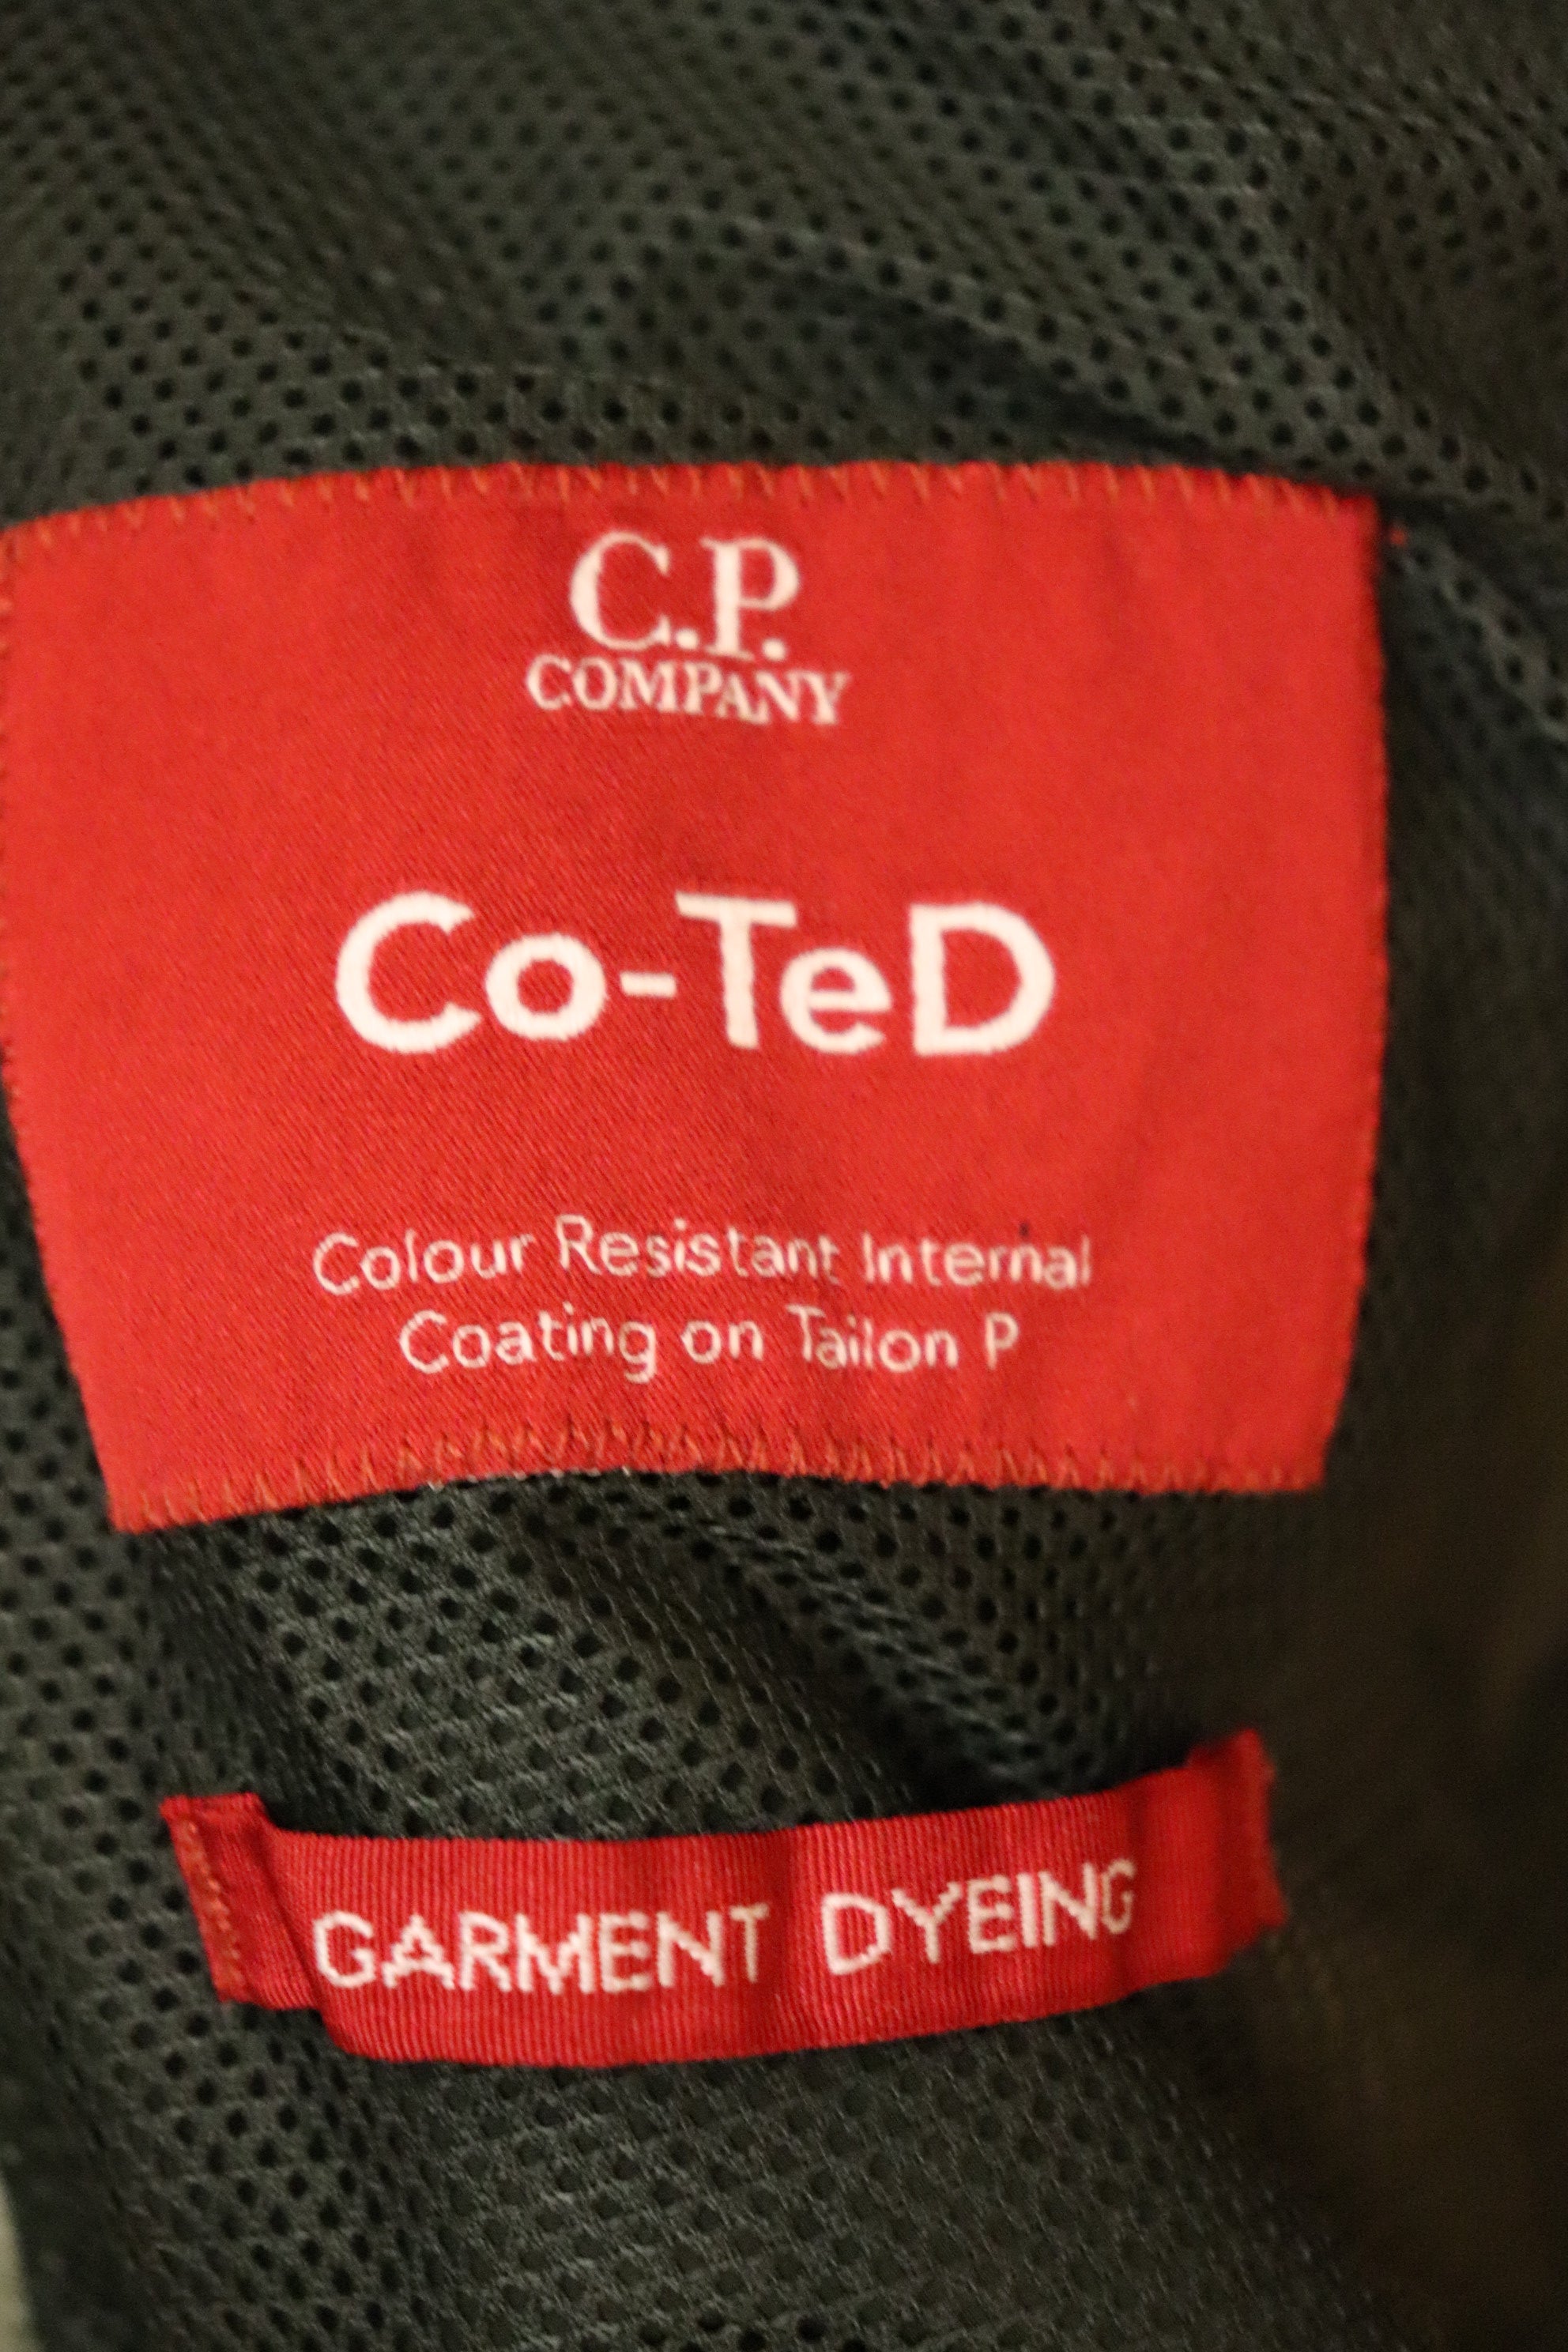 C.P.
COMPANY
Co-TeD
Colour Resistant Internal
Coating on Tailon P
GARMENT DYEING